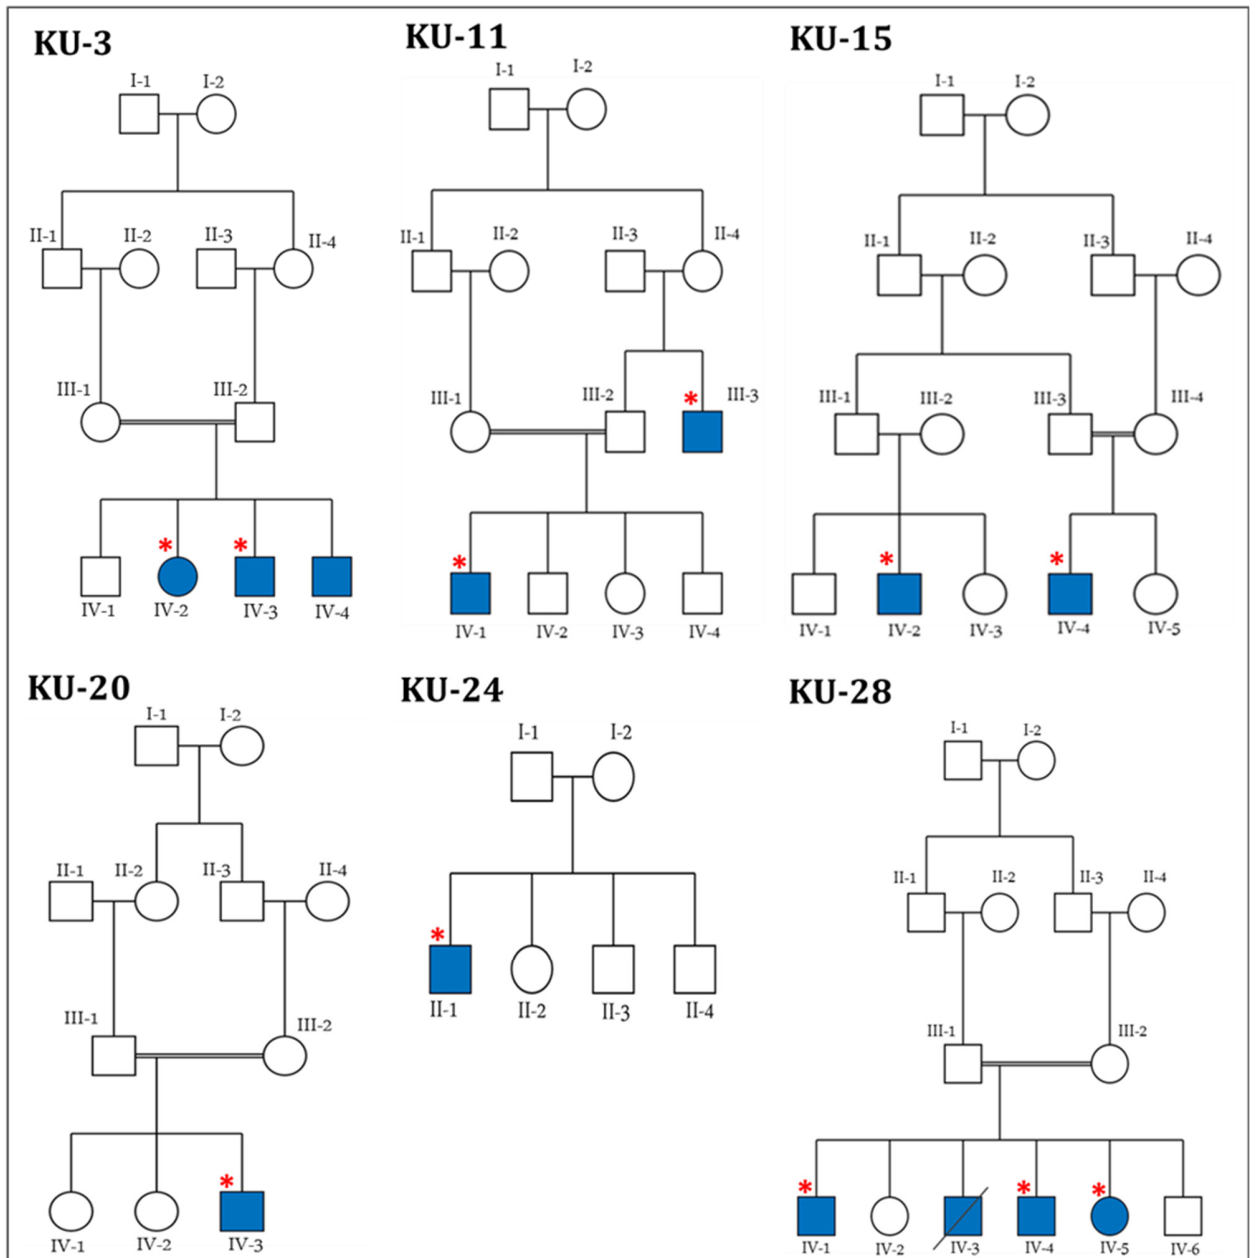 KU-3
I-1 I-2
II-1 II-2 II-3 II-4
III-1 III-2
* *
IV-1 IV-2 IV-3 IV-4
KU-11
I-1 I-2
II-1 II-2 II-3 II-4
III-1 III-2 * III-3
*
IV-1 IV-2 IV-3 IV-4
KU-15
I-1 I-2
II-1 II-2 II-3 II-4
III-1 III-2 III-3 III-4
* *
IV-1 IV-2 IV-3 IV-4 IV-5
KU-20
I-1 I-2
II-1 II-2 II-3 II-4
III-1 III-2
*
IV-1 IV-2 IV-3
KU-24
I-1 I-2
*
II-1 II-2 II-3 II-4
KU-28
I-1 I-2
II-1 II-2 II-3 II-4
III-1 III-2
* * *
IV-1 IV-2 IV-3 IV-4 IV-5 IV-6